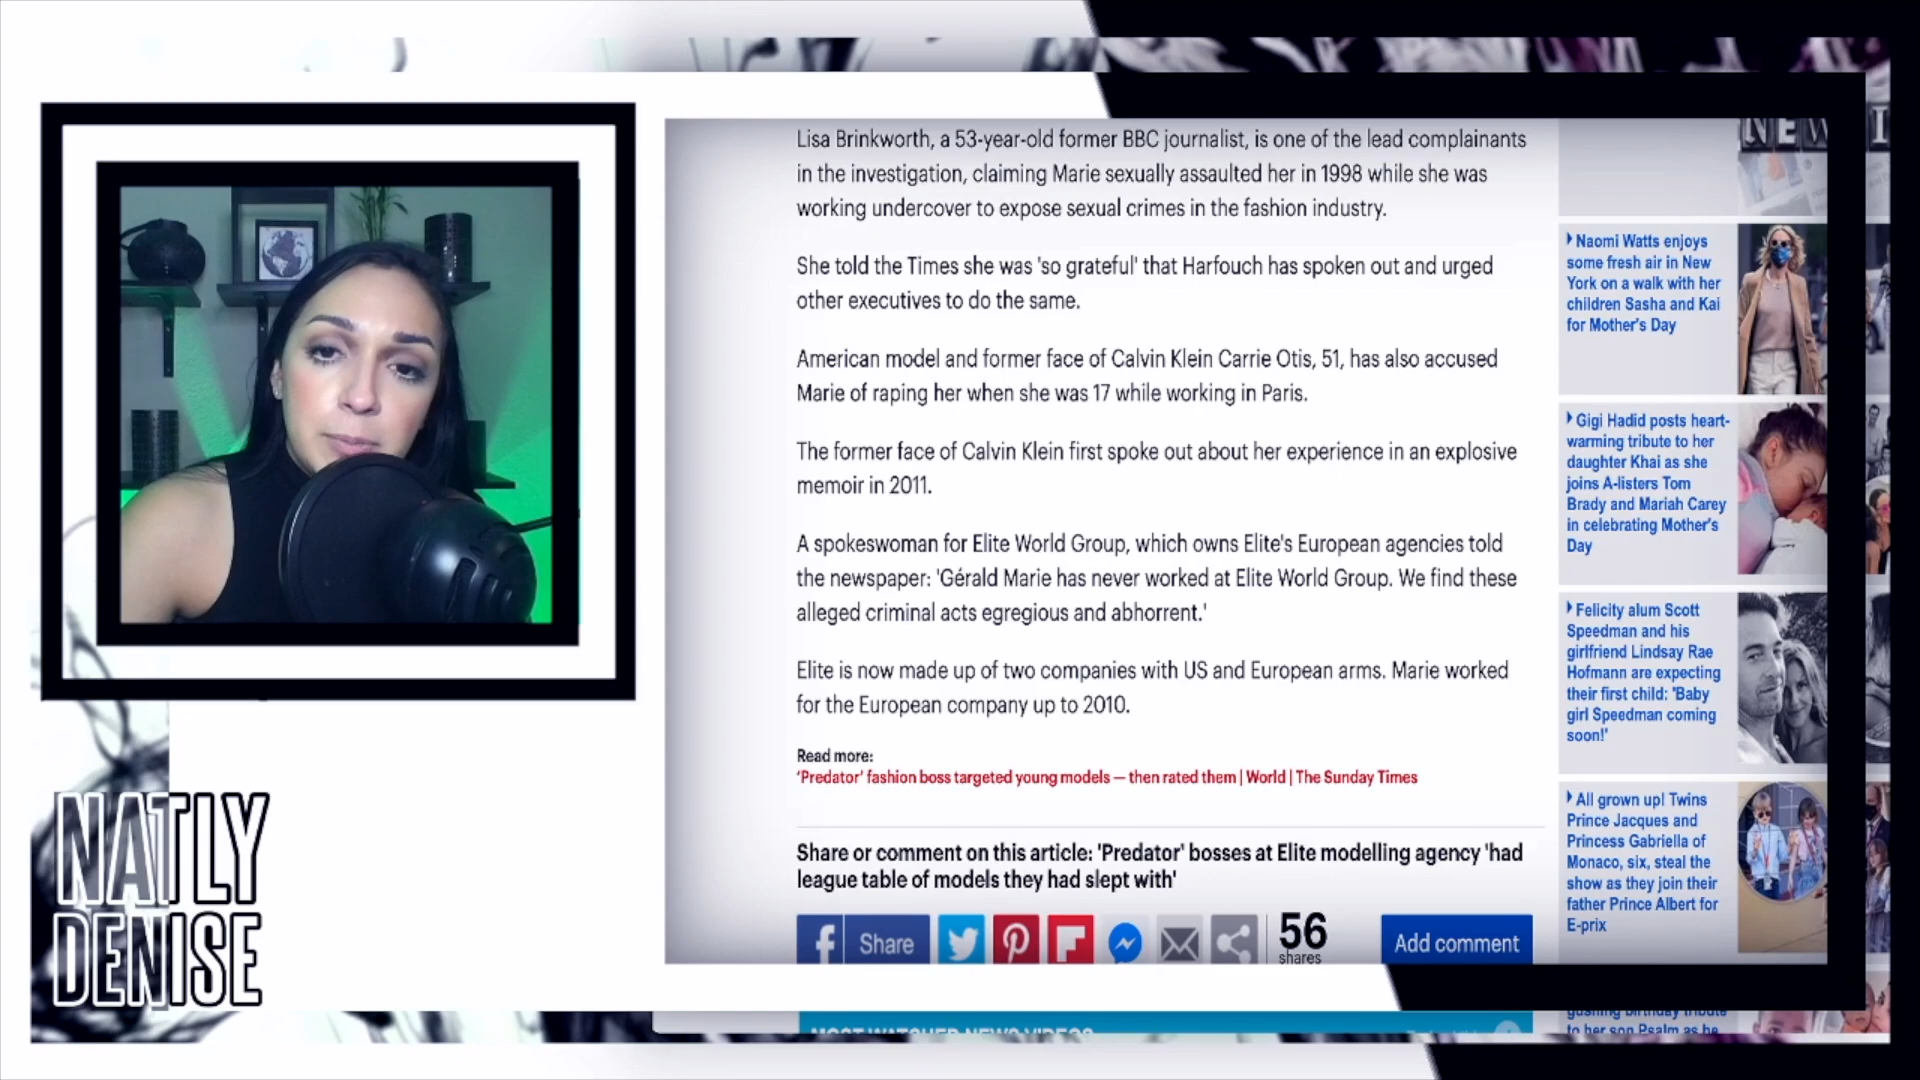 Lisa Brinkworth, a 53-year-old former BBC journalist, is one of the lead complainants
in the investigation, claiming Marie sexually assaulted her in 1998 while she was
working undercover to expose sexual crimes in the fashion industry.
She told the Times she was 'so grateful' that Harfouch has spoken out and urged
other executives to do the same.
American model and former face of Calvin Klein Carrie Otis, 51, has also accused
Marie of raping her when she was 17 while working in Paris.
The former face of Calvin Klein first spoke out about her experience in an explosive
memoir in 2011.
A spokeswoman for Elite World Group, which owns Elite's European agencies told
the newspaper: 'Gérald Marie has never worked at Elite World Group. We find these
alleged criminal acts egregious and abhorrent.'
Elite is now made up of two companies with US and European arms. Marie worked
for the European company up to 2010.
Read more:
'Predator' fashion boss targeted young models — then rated them | World | The Sunday Times
Share or comment on this article: 'Predator' bosses at Elite modelling agency 'had
league table of models they had slept with'
Share
56
shares
Add comment
MOST WATCHED NEWS VIDEOS
Naomi Watts enjoys
some fresh air in New
York on a walk with her
children Sasha and Kai
for Mother's Day
Gigi Hadid posts heart-
warming tribute to her
daughter Khai as she
joins A-listers Tom
Brady and Mariah Carey
in celebrating Mother's
Day
Felicity alum Scott
Speedman and his
girlfriend Lindsay Rae
Hofmann are expecting
their first child: 'Baby
girl Speedman coming
soon!'
All grown up! Twins
Prince Jacques and
Princess Gabriella of
Monaco, six, steal the
show as they join their
father Prince Albert for
E-prix
gushing birthday tribute
to her son Psalm as he
NATLY
DENISE